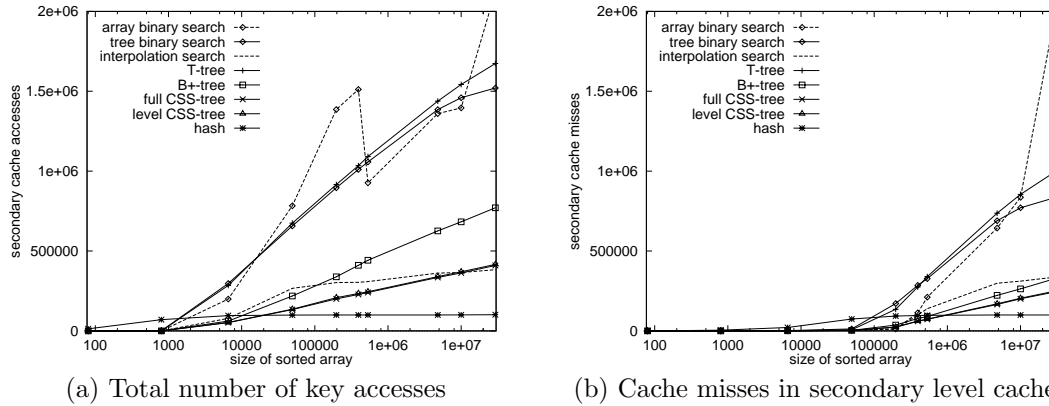 2e+06
1.5e+06
1e+06
500000
0
secondary cache accesses
array binary search
tree binary search
interpolation search
T-tree
B+-tree
full CSS-tree
level CSS-tree
hash
100 1000 10000 100000 1e+06 1e+07
size of sorted array
(a) Total number of key accesses
2e+06
1.5e+06
1e+06
500000
0
secondary cache misses
array binary search
tree binary search
interpolation search
T-tree
B+-tree
full CSS-tree
level CSS-tree
hash
100 1000 10000 100000 1e+06 1e+07
size of sorted array
(b) Cache misses in secondary level cache